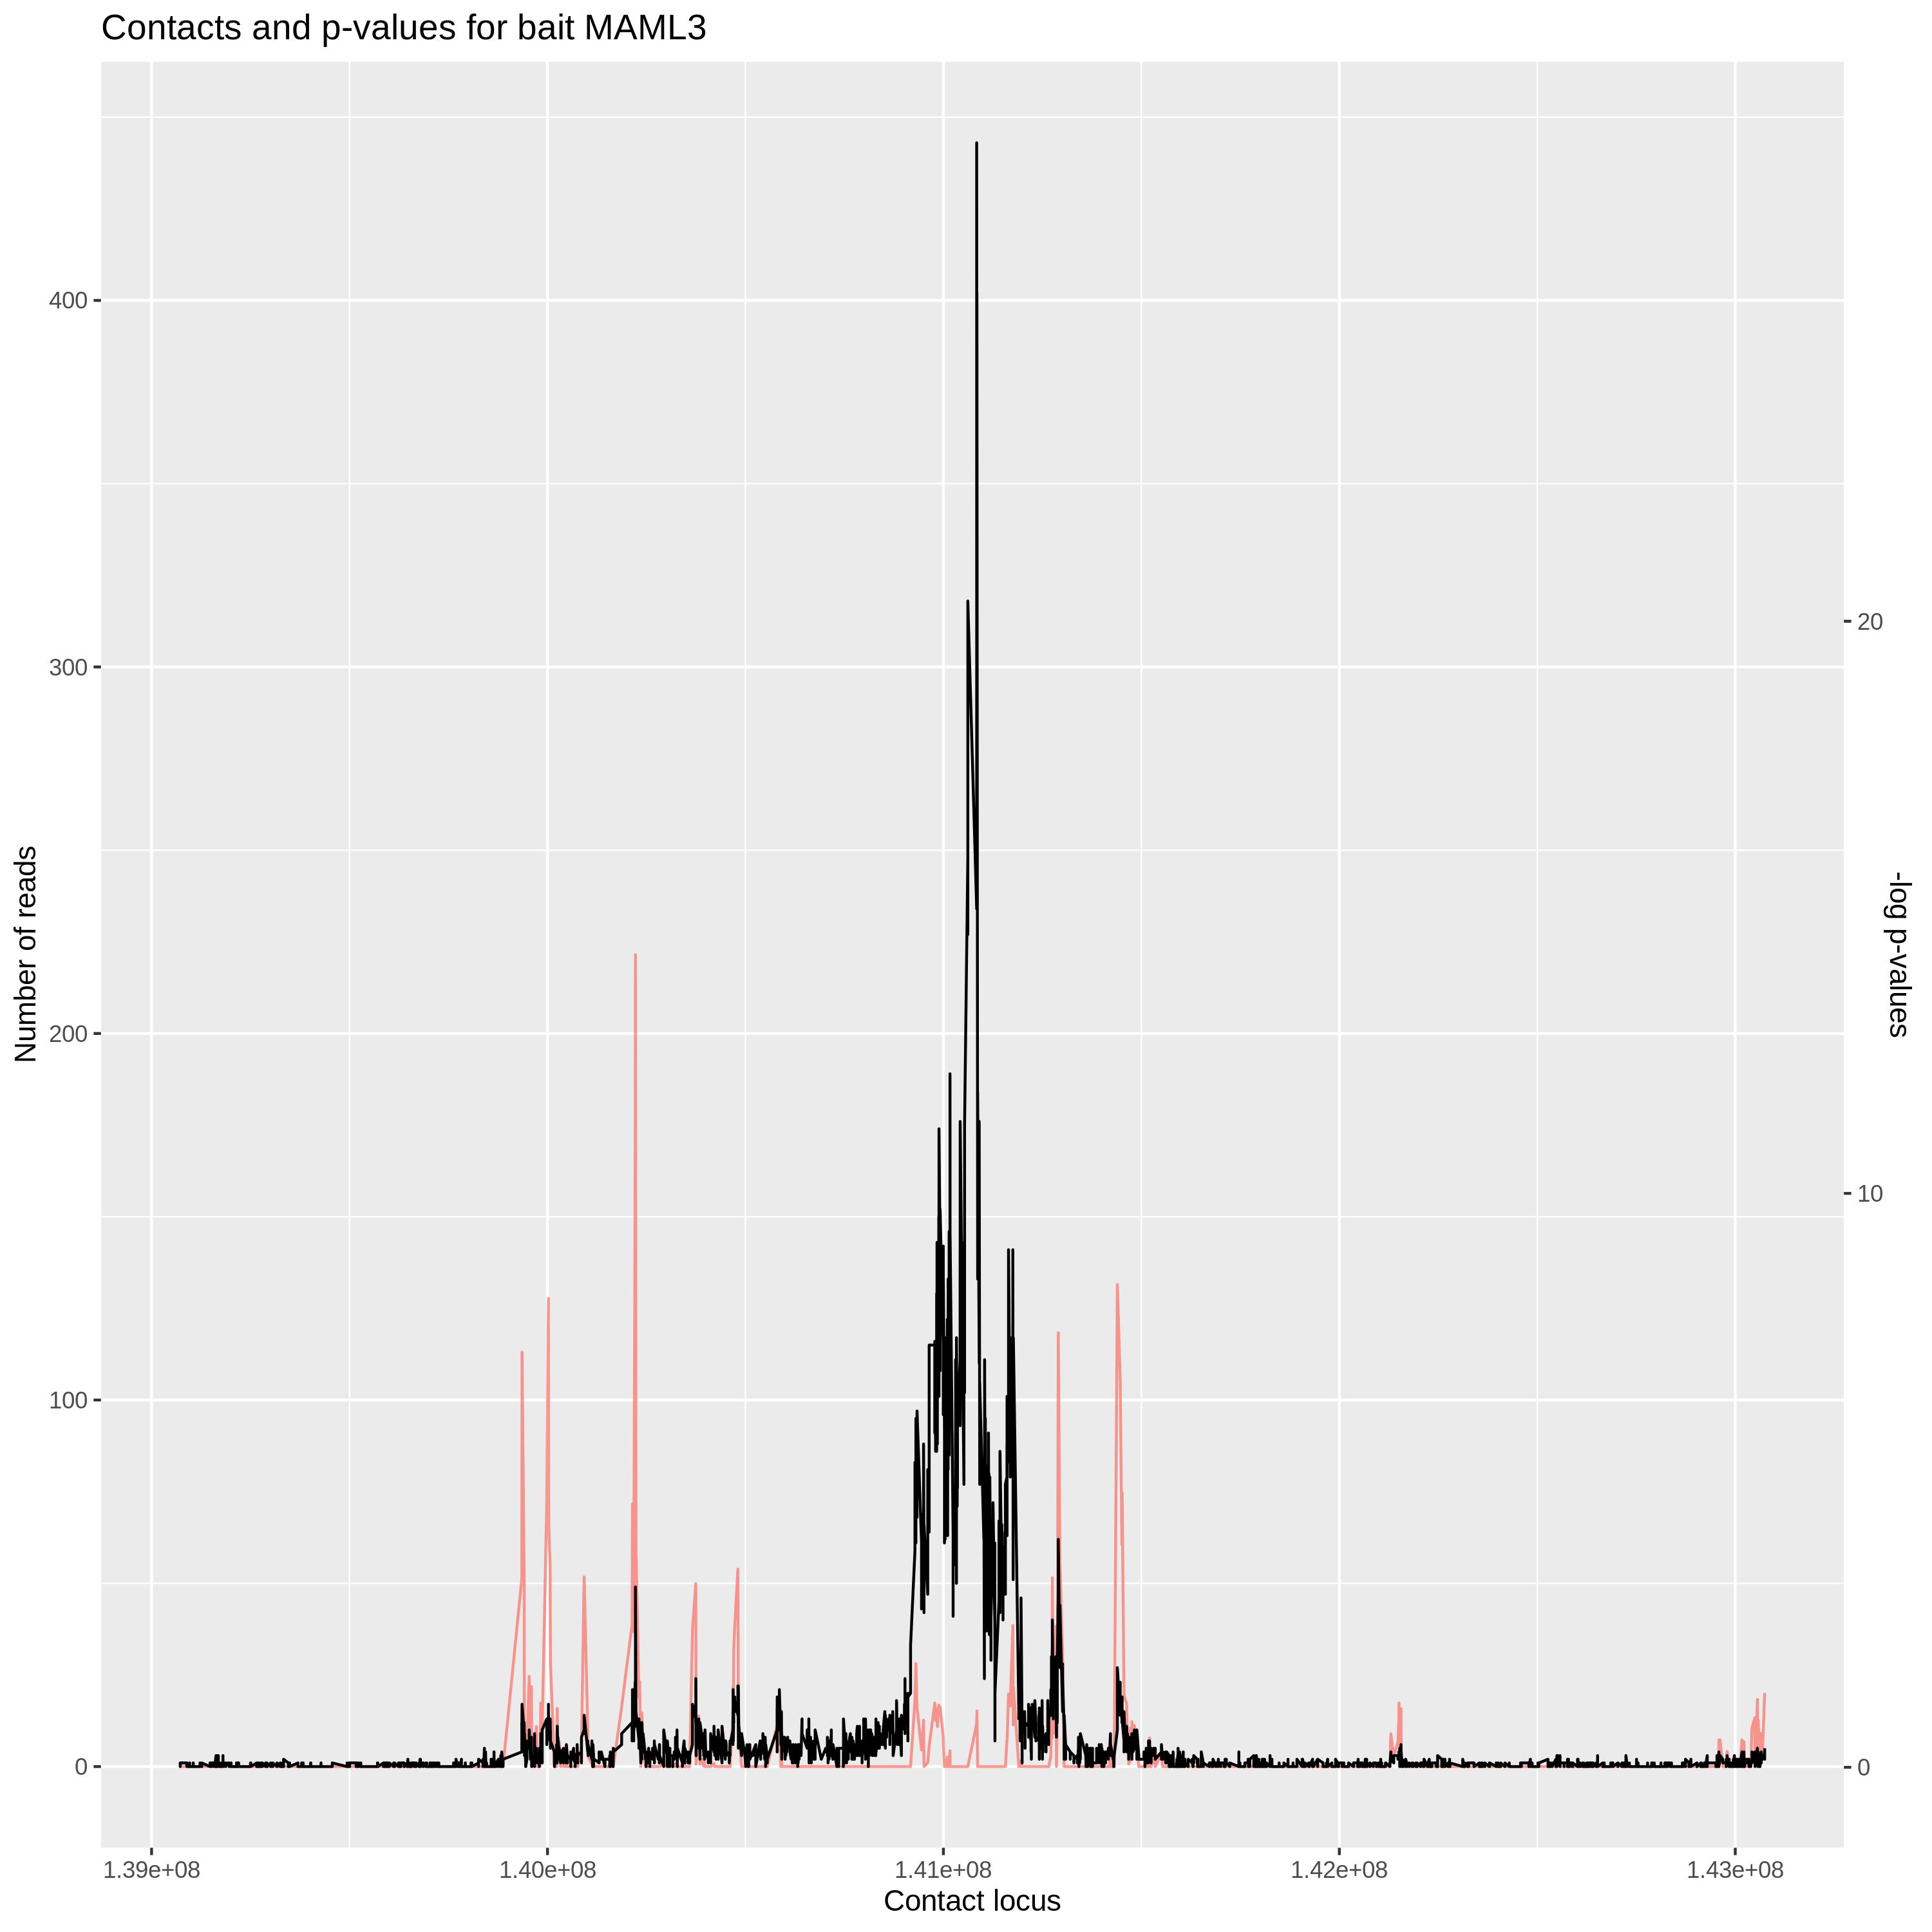 Contacts and p-values for bait MAML3
Number of reads
400
300
200
100
0
20
10
0
-log p-values
1.39e+08
1.40e+08
1.41e+08
1.42e+08
1.43e+08
Contact locus